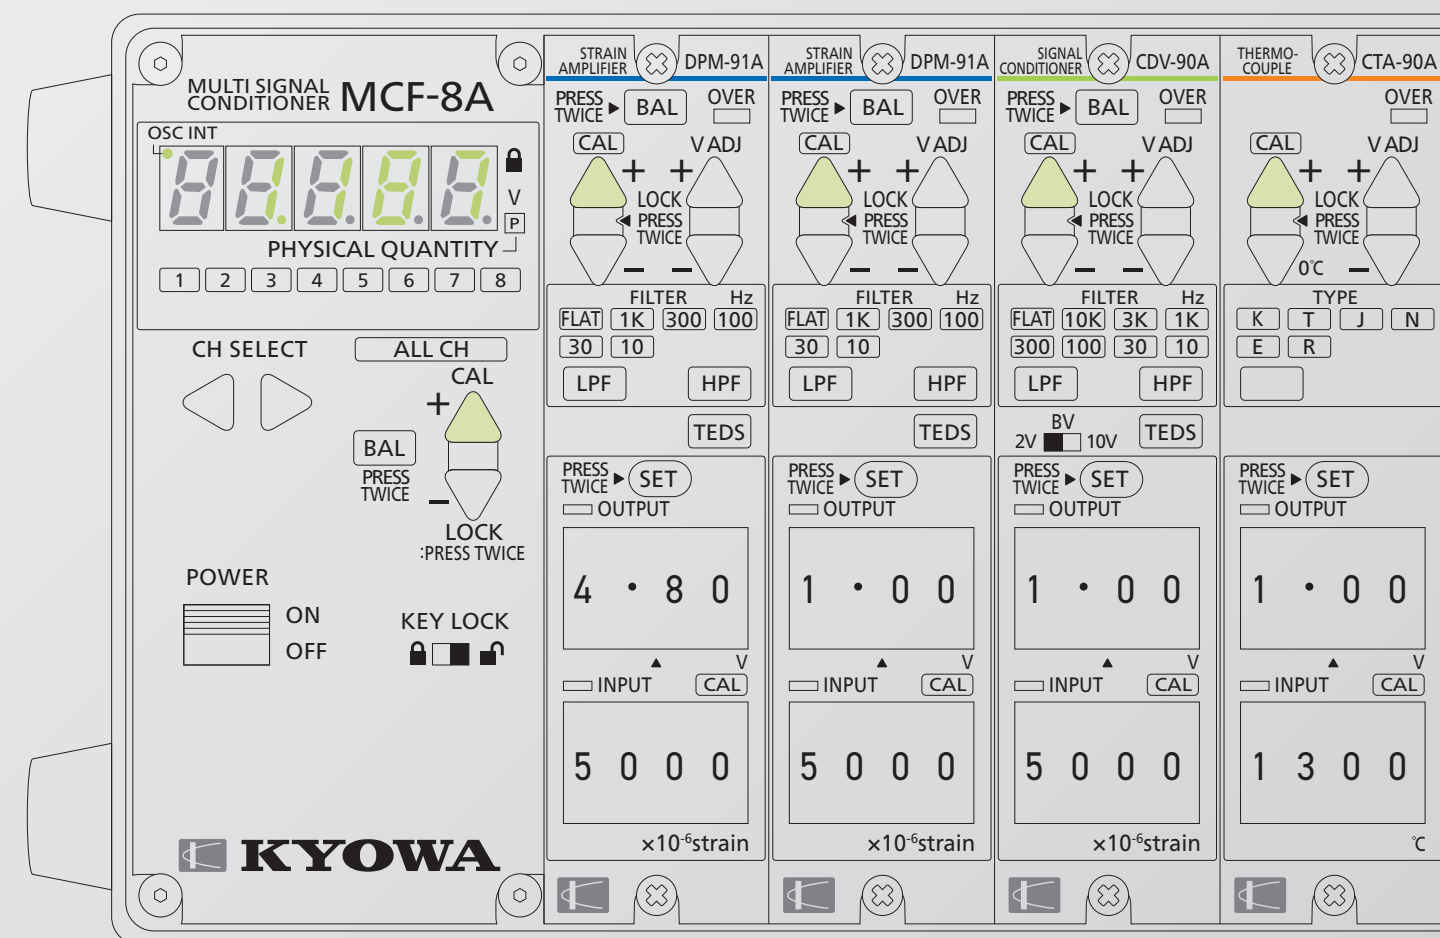 MULTI SIGNAL
CONDITIONER MCF-8A
OSC INT
V
P
PHYSICAL QUANTITY
1 2 3 4 5 6 7 8
CH SELECT
ALL CH
CAL
+
BAL
PRESS
TWICE
−
LOCK
:PRESS TWICE
POWER
ON
OFF
KEY LOCK
KYOWA
STRAIN
AMPLIFIER DPM-91A
PRESS
TWICE ▶ BAL OVER
CAL V ADJ
+ +
LOCK
◀ PRESS
TWICE
− −
FILTER Hz
FLAT 1K 300 100
30 10
LPF HPF
TEDS
PRESS
TWICE ▶ SET
OUTPUT
4 · 8 0
▲ V
INPUT CAL
5 0 0 0
×10-6strain
STRAIN
AMPLIFIER DPM-91A
PRESS
TWICE ▶ BAL OVER
CAL V ADJ
+ +
LOCK
◀ PRESS
TWICE
− −
FILTER Hz
FLAT 1K 300 100
30 10
LPF HPF
TEDS
PRESS
TWICE ▶ SET
OUTPUT
1 · 0 0
▲ V
INPUT CAL
5 0 0 0
×10-6strain
SIGNAL
CONDITIONER CDV-90A
PRESS
TWICE ▶ BAL OVER
CAL V ADJ
+ +
LOCK
◀ PRESS
TWICE
− −
FILTER Hz
FLAT 10K 3K 1K
300 100 30 10
LPF HPF
BV
2V 10V TEDS
PRESS
TWICE ▶ SET
OUTPUT
1 · 0 0
▲ V
INPUT CAL
5 0 0 0
×10-6strain
THERMO-
COUPLE CTA-90A
OVER
CAL V ADJ
+ +
LOCK
◀ PRESS
TWICE
0℃ −
TYPE
K T J N
E R
PRESS
TWICE ▶ SET
OUTPUT
1 · 0 0
▲ V
INPUT CAL
1 3 0 0
℃